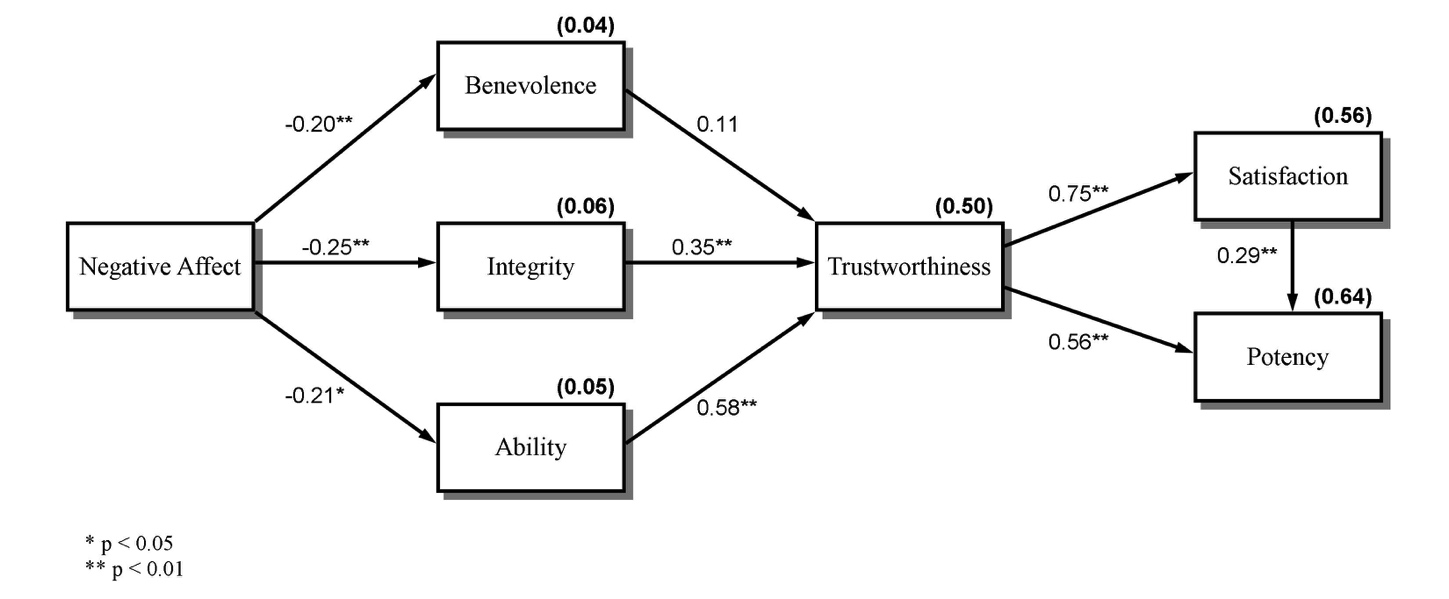 (0.04)
Benevolence
-0.20**
0.11
(0.56)
Satisfaction
0.75**
(0.06)
(0.50)
Negative Affect
-0.25**
Integrity
0.35**
Trustworthiness
0.29**
(0.64)
0.56**
Potency
(0.05)
-0.21*
0.58**
Ability
* p < 0.05
** p < 0.01